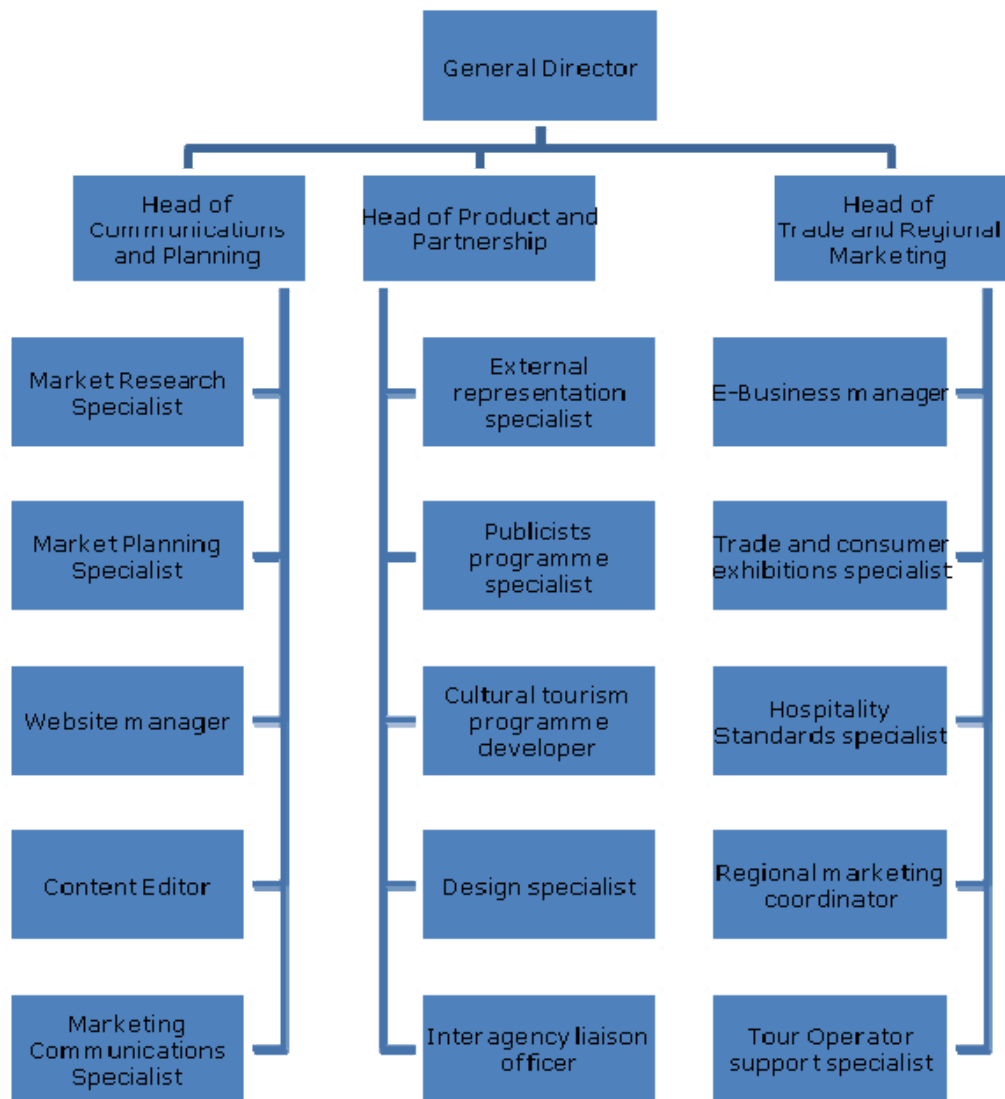 General Director
Head of
Communications
and Planning
Head of Product and
Partnership
Head of
Trade and Regional
Marketing
Market Research
Specialist
External
representation
specialist
E-Business manager
Market Planning
Specialist
Publicists
programme
specialist
Trade and consumer
exhibitions specialist
Website manager
Cultural tourism
programme
developer
Hospitality
Standards specialist
Content Editor
Design specialist
Regional marketing
coordinator
Marketing
Communications
Specialist
Interagency liaison
officer
Tour Operator
support specialist